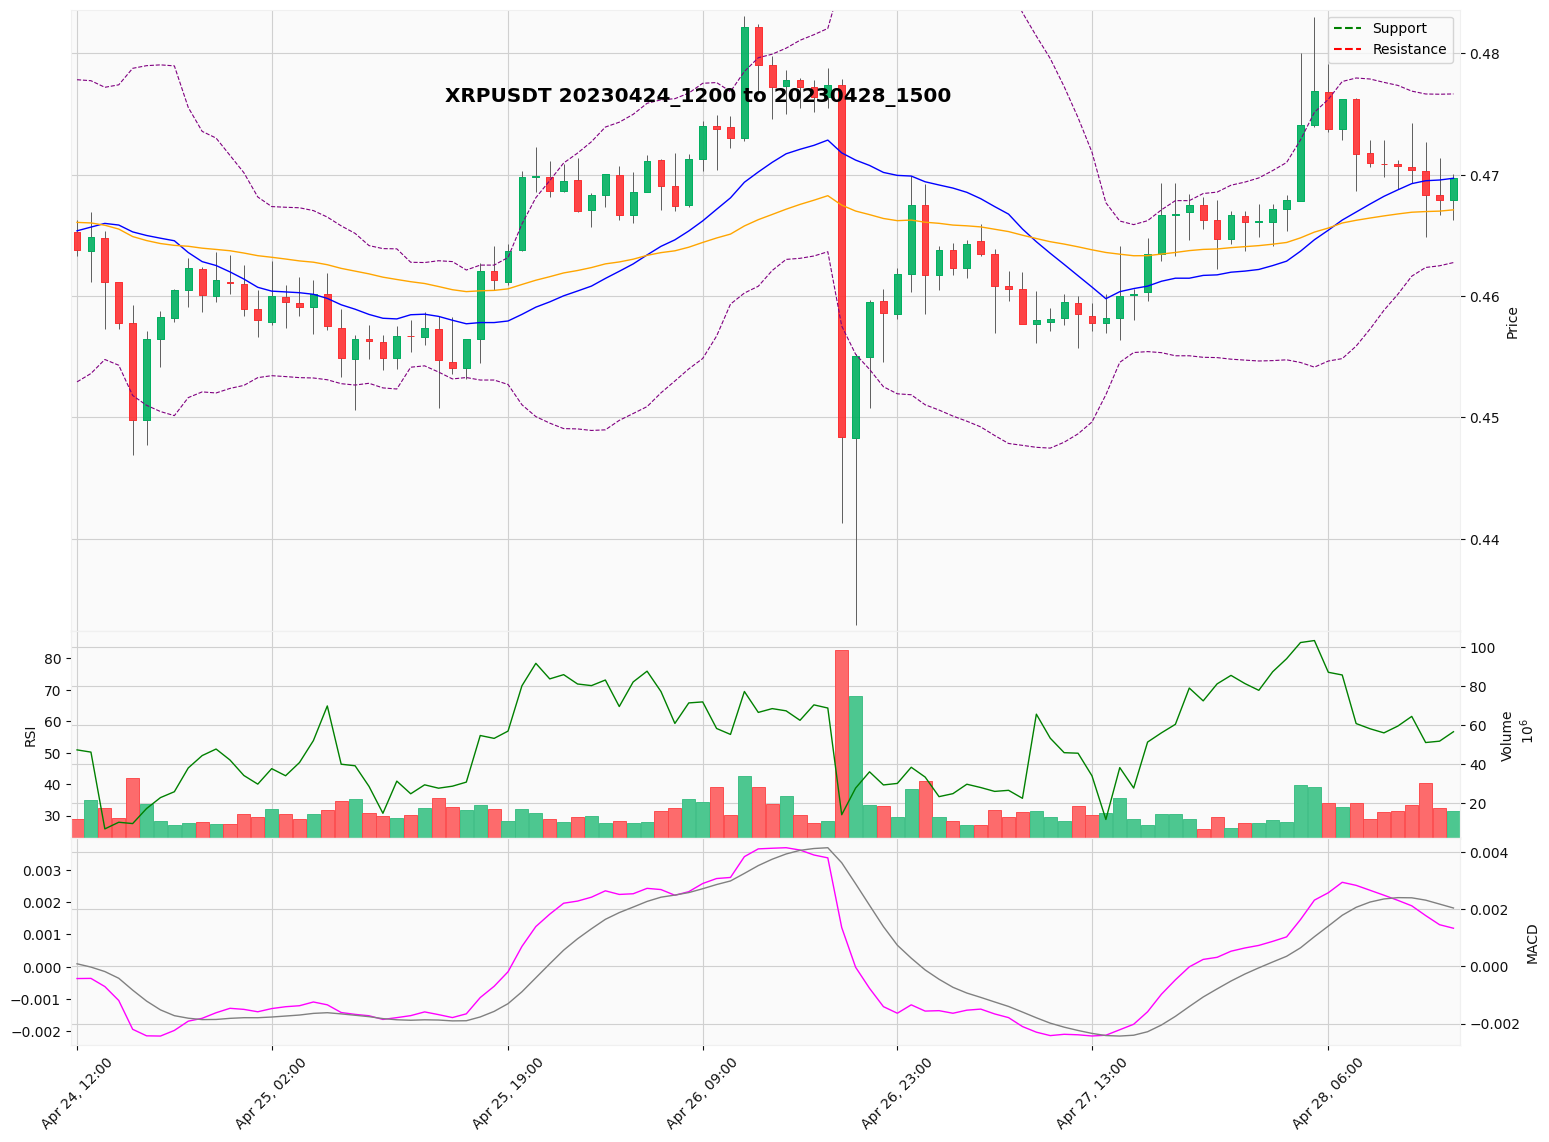 XRPUSDT 20230424_1200 to 20230428_1500
Support
Resistance
0.48
0.47
0.46
0.45
0.44
Price
80
70
60
50
40
30
RSI
100
80
60
40
20
Volume
10^6
0.003
0.002
0.001
0.000
−0.001
−0.002
0.004
0.002
0.000
−0.002
MACD
Apr 24, 12:00
Apr 25, 02:00
Apr 25, 19:00
Apr 26, 09:00
Apr 26, 23:00
Apr 27, 13:00
Apr 28, 06:00